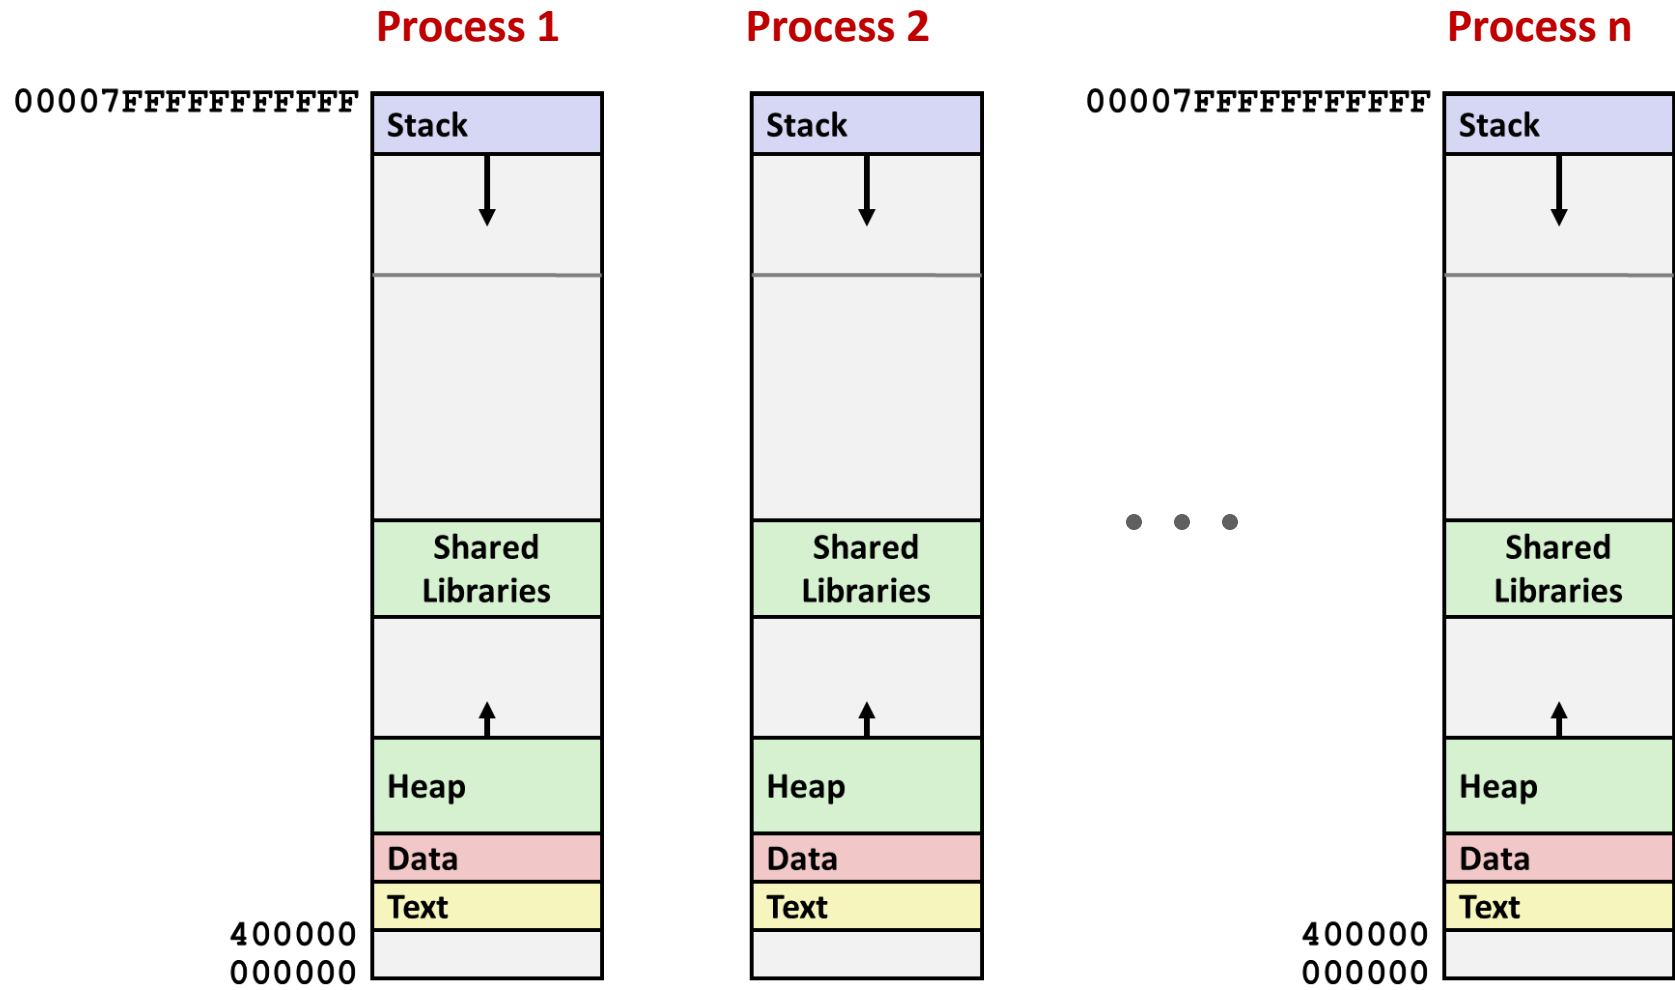 Process 1
Process 2
Process n
00007FFFFFFFFFFF
Stack
Stack
00007FFFFFFFFFFF
Stack
Shared
Libraries
Shared
Libraries
Shared
Libraries
Heap
Heap
Heap
Data
Data
Data
Text
Text
Text
400000
400000
000000
000000